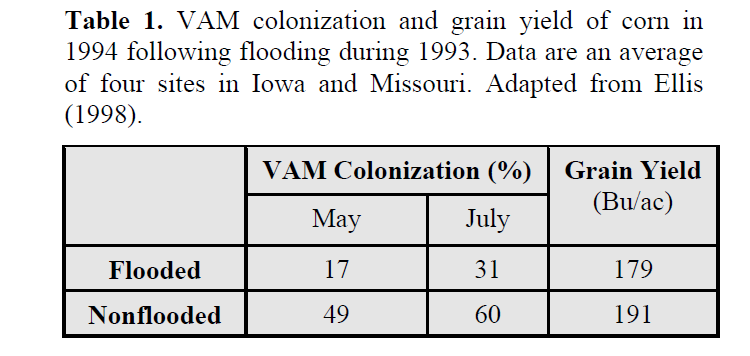 Table 1. VAM colonization and grain yield of corn in
1994 following flooding during 1993. Data are an average
of four sites in Iowa and Missouri. Adapted from Ellis
(1998).
VAM Colonization (%) Grain Yield
(Bu/ac)
May July
Flooded 17 31 179
Nonflooded 49 60 191